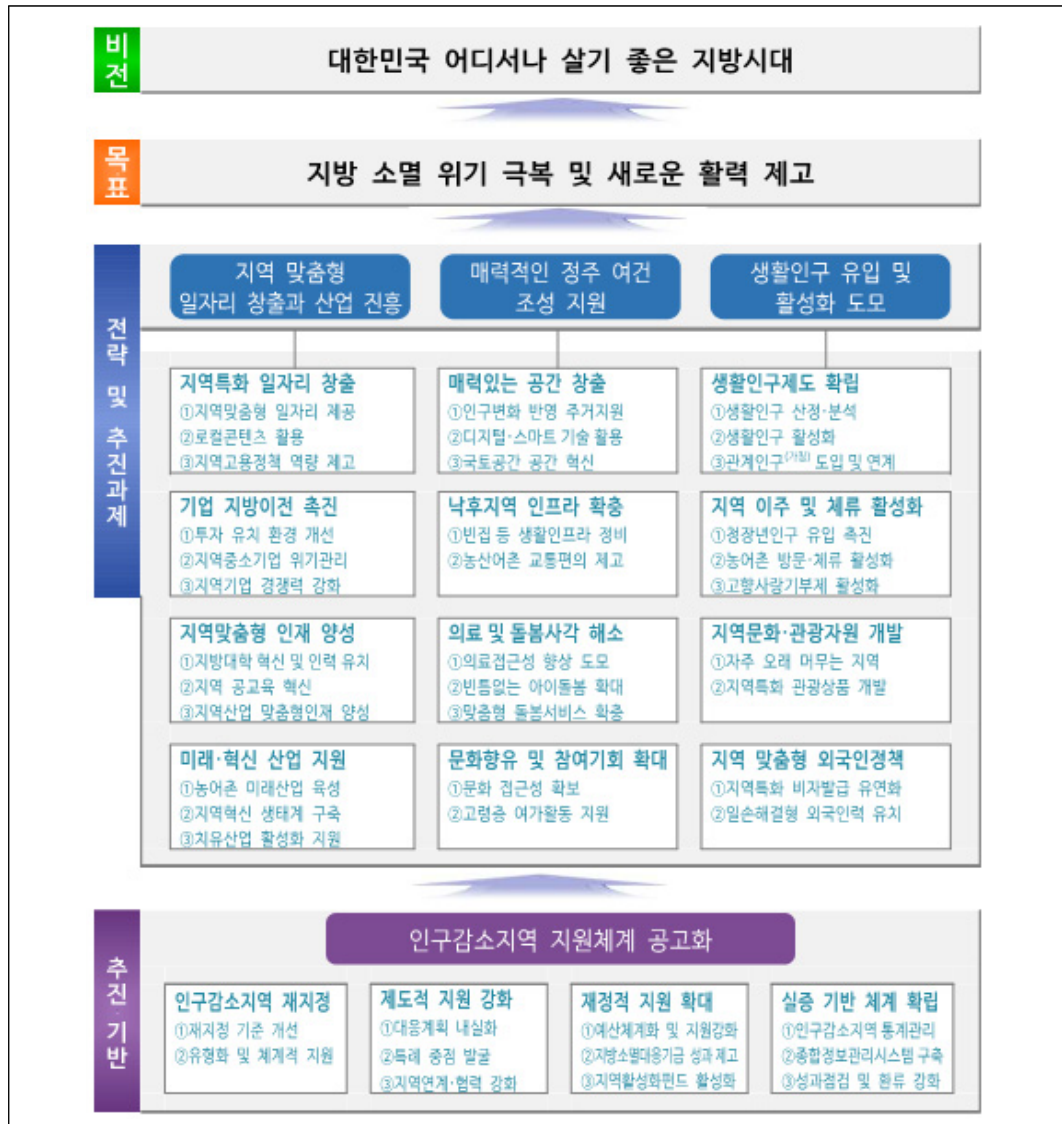 비전
대한민국 어디서나 살기 좋은 지방시대
목표
지방 소멸 위기 극복 및 새로운 활력 제고
전략 및 추진과제
지역 맞춤형
일자리 창출과 산업 진흥
매력적인 정주 여건
조성 지원
생활인구 유입 및
활성화 도모
지역특화 일자리 창출
①지역맞춤형 일자리 제공
②로컬콘텐츠 활용
③지역고용정책 역량 제고
매력있는 공간 창출
①인구변화 반영 주거지원
②디지털·스마트 기술 활용
③국토공간 공간 혁신
생활인구제도 확립
①생활인구 산정·분석
②생활인구 활성화
③관계인구(가칭) 도입 및 연계
기업 지방이전 촉진
①투자 유치 환경 개선
②지역중소기업 위기관리
③지역기업 경쟁력 강화
낙후지역 인프라 확충
①빈집 등 생활인프라 정비
②농산어촌 교통편의 제고
지역 이주 및 체류 활성화
①청장년인구 유입 촉진
②농어촌 방문·체류 활성화
③고향사랑기부제 활성화
지역맞춤형 인재 양성
①지방대학 혁신 및 인력 유치
②지역 공교육 혁신
③지역산업 맞춤형인재 양성
의료 및 돌봄사각 해소
①의료접근성 향상 도모
②빈틈없는 아이돌봄 확대
③맞춤형 돌봄서비스 확충
지역문화·관광자원 개발
①자주 오래 머무는 지역
②지역특화 관광상품 개발
미래·혁신 산업 지원
①농어촌 미래산업 육성
②지역혁신 생태계 구축
③치유산업 활성화 지원
문화향유 및 참여기회 확대
①문화 접근성 확보
②고령층 여가활동 지원
지역 맞춤형 외국인정책
①지역특화 비자발급 유연화
②일손해결형 외국인력 유치
추진 기반
인구감소지역 지원체계 공고화
인구감소지역 재지정
①재지정 기준 개선
②유형화 및 체계적 지원
제도적 지원 강화
①대응계획 내실화
②특례 중점 발굴
③지역연계·협력 강화
재정적 지원 확대
①예산체계화 및 지원강화
②지방소멸대응기금 성과 제고
③지역활성화펀드 활성화
실증 기반 체계 확립
①인구감소지역 통계관리
②종합정보관리시스템 구축
③성과점검 및 환류 강화